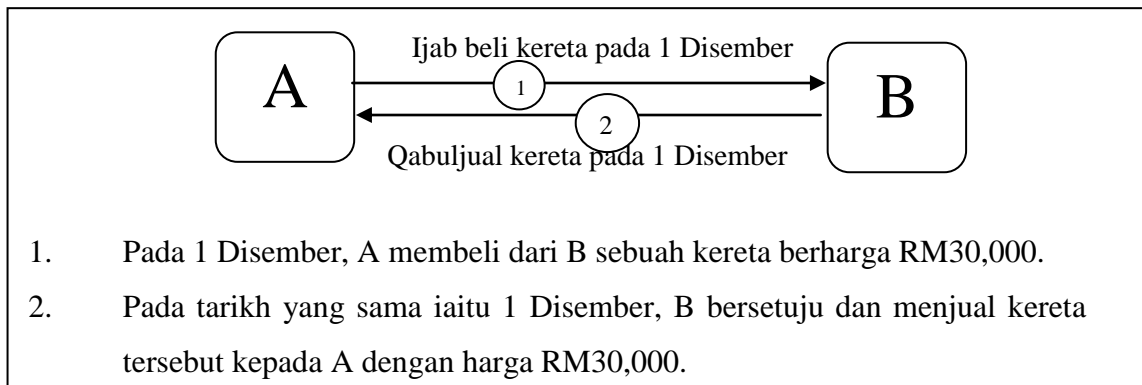 Ijab beli kereta pada 1 Disember
A
1
B
2
Qabuljual kereta pada 1 Disember
1. Pada 1 Disember, A membeli dari B sebuah kereta berharga RM30,000.
2. Pada tarikh yang sama iaitu 1 Disember, B bersetuju dan menjual kereta
tersebut kepada A dengan harga RM30,000.